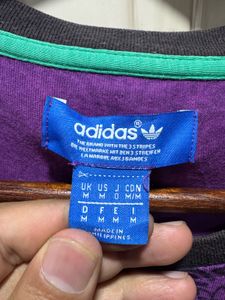 adidas
THE BRAND WITH THE 3 STRIPES
DIE WELTMARKE MIT DEN 3 STREIFEN
LA MARQUE AUX 3 BANDES
UK US J CN
M M O M/M
D F E I
M M M M
MADE IN
PHILIPPINES